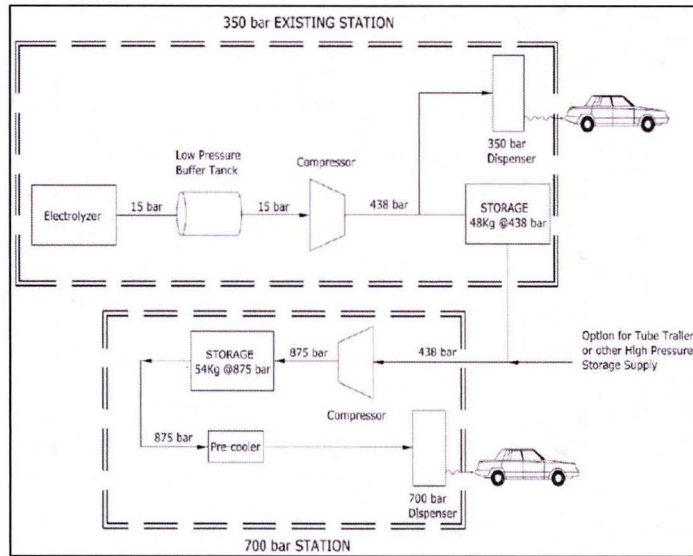 350 bar EXISTING STATION
350 bar
Dispenser
Low Pressure
Buffer Tanck
Compressor
Electrolyzer
15 bar
15 bar
438 bar
STORAGE
48Kg @438 bar
Option for Tube Trailer
or other High Pressure
Storage Supply
STORAGE
54Kg @875 bar
875 bar
438 bar
Compressor
875 bar
Pre-cooler
700 bar
Dispenser
700 bar STATION